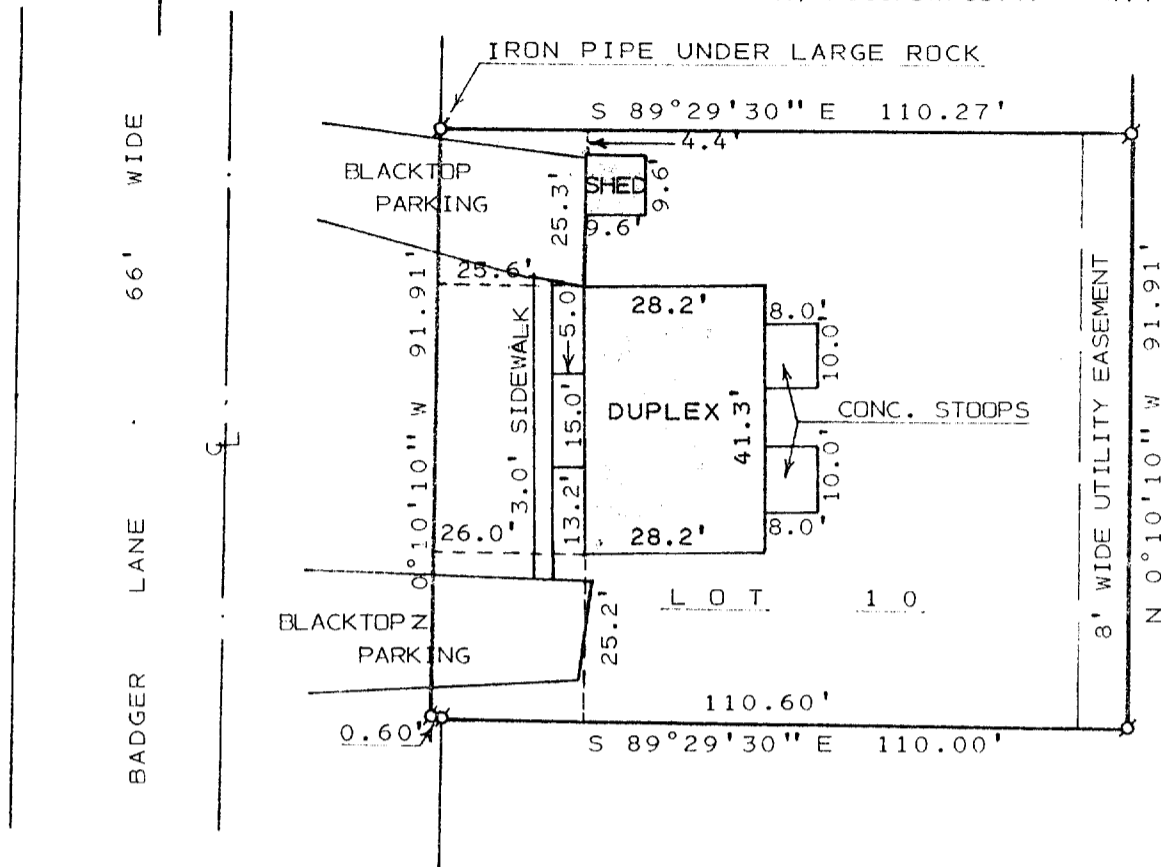 IRON PIPE UNDER LARGE ROCK
S 89°29'30" E 110.27'
4.4'
BLACKTOP
PARKING
SHED
9.6'
9.6'
25.3'
25.6'
BADGER LANE · 66' WIDE
℄
N 0°10'10" W 91.91'
3.0' SIDEWALK
5.0
15.0'
13.2'
28.2'
DUPLEX
41.3'
28.2'
8.0'
10.0'
CONC. STOOPS
10.0'
8.0'
8' WIDE UTILITY EASEMENT
N 0°10'10" W 91.91'
26.0'
LOT 10
BLACKTOP
PARKING
25.2'
110.60'
0.60'
S 89°29'30" E 110.00'